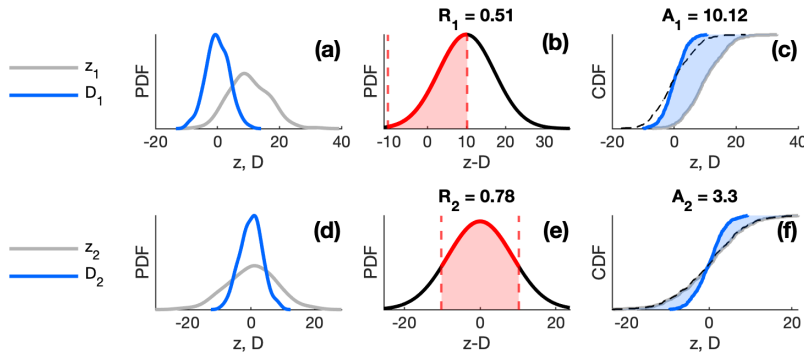 R1 = 0.51
A1 = 10.12
z1
D1
(a)
(b)
(c)
PDF
PDF
CDF
-20 0 20 40
-10 0 10 20 30
-20 0 20 40
z, D
z-D
z, D
R2 = 0.78
A2 = 3.3
z2
D2
(d)
(e)
(f)
PDF
PDF
CDF
-20 0 20
-20 0 20
-20 0 20
z, D
z-D
z, D